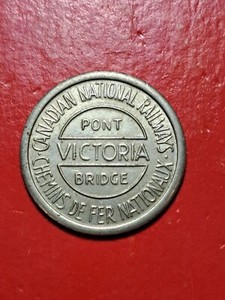 CANADIAN NATIONAL RAILWAYS
PONT
VICTORIA
BRIDGE
CHEMINS DE FER NATIONAUX